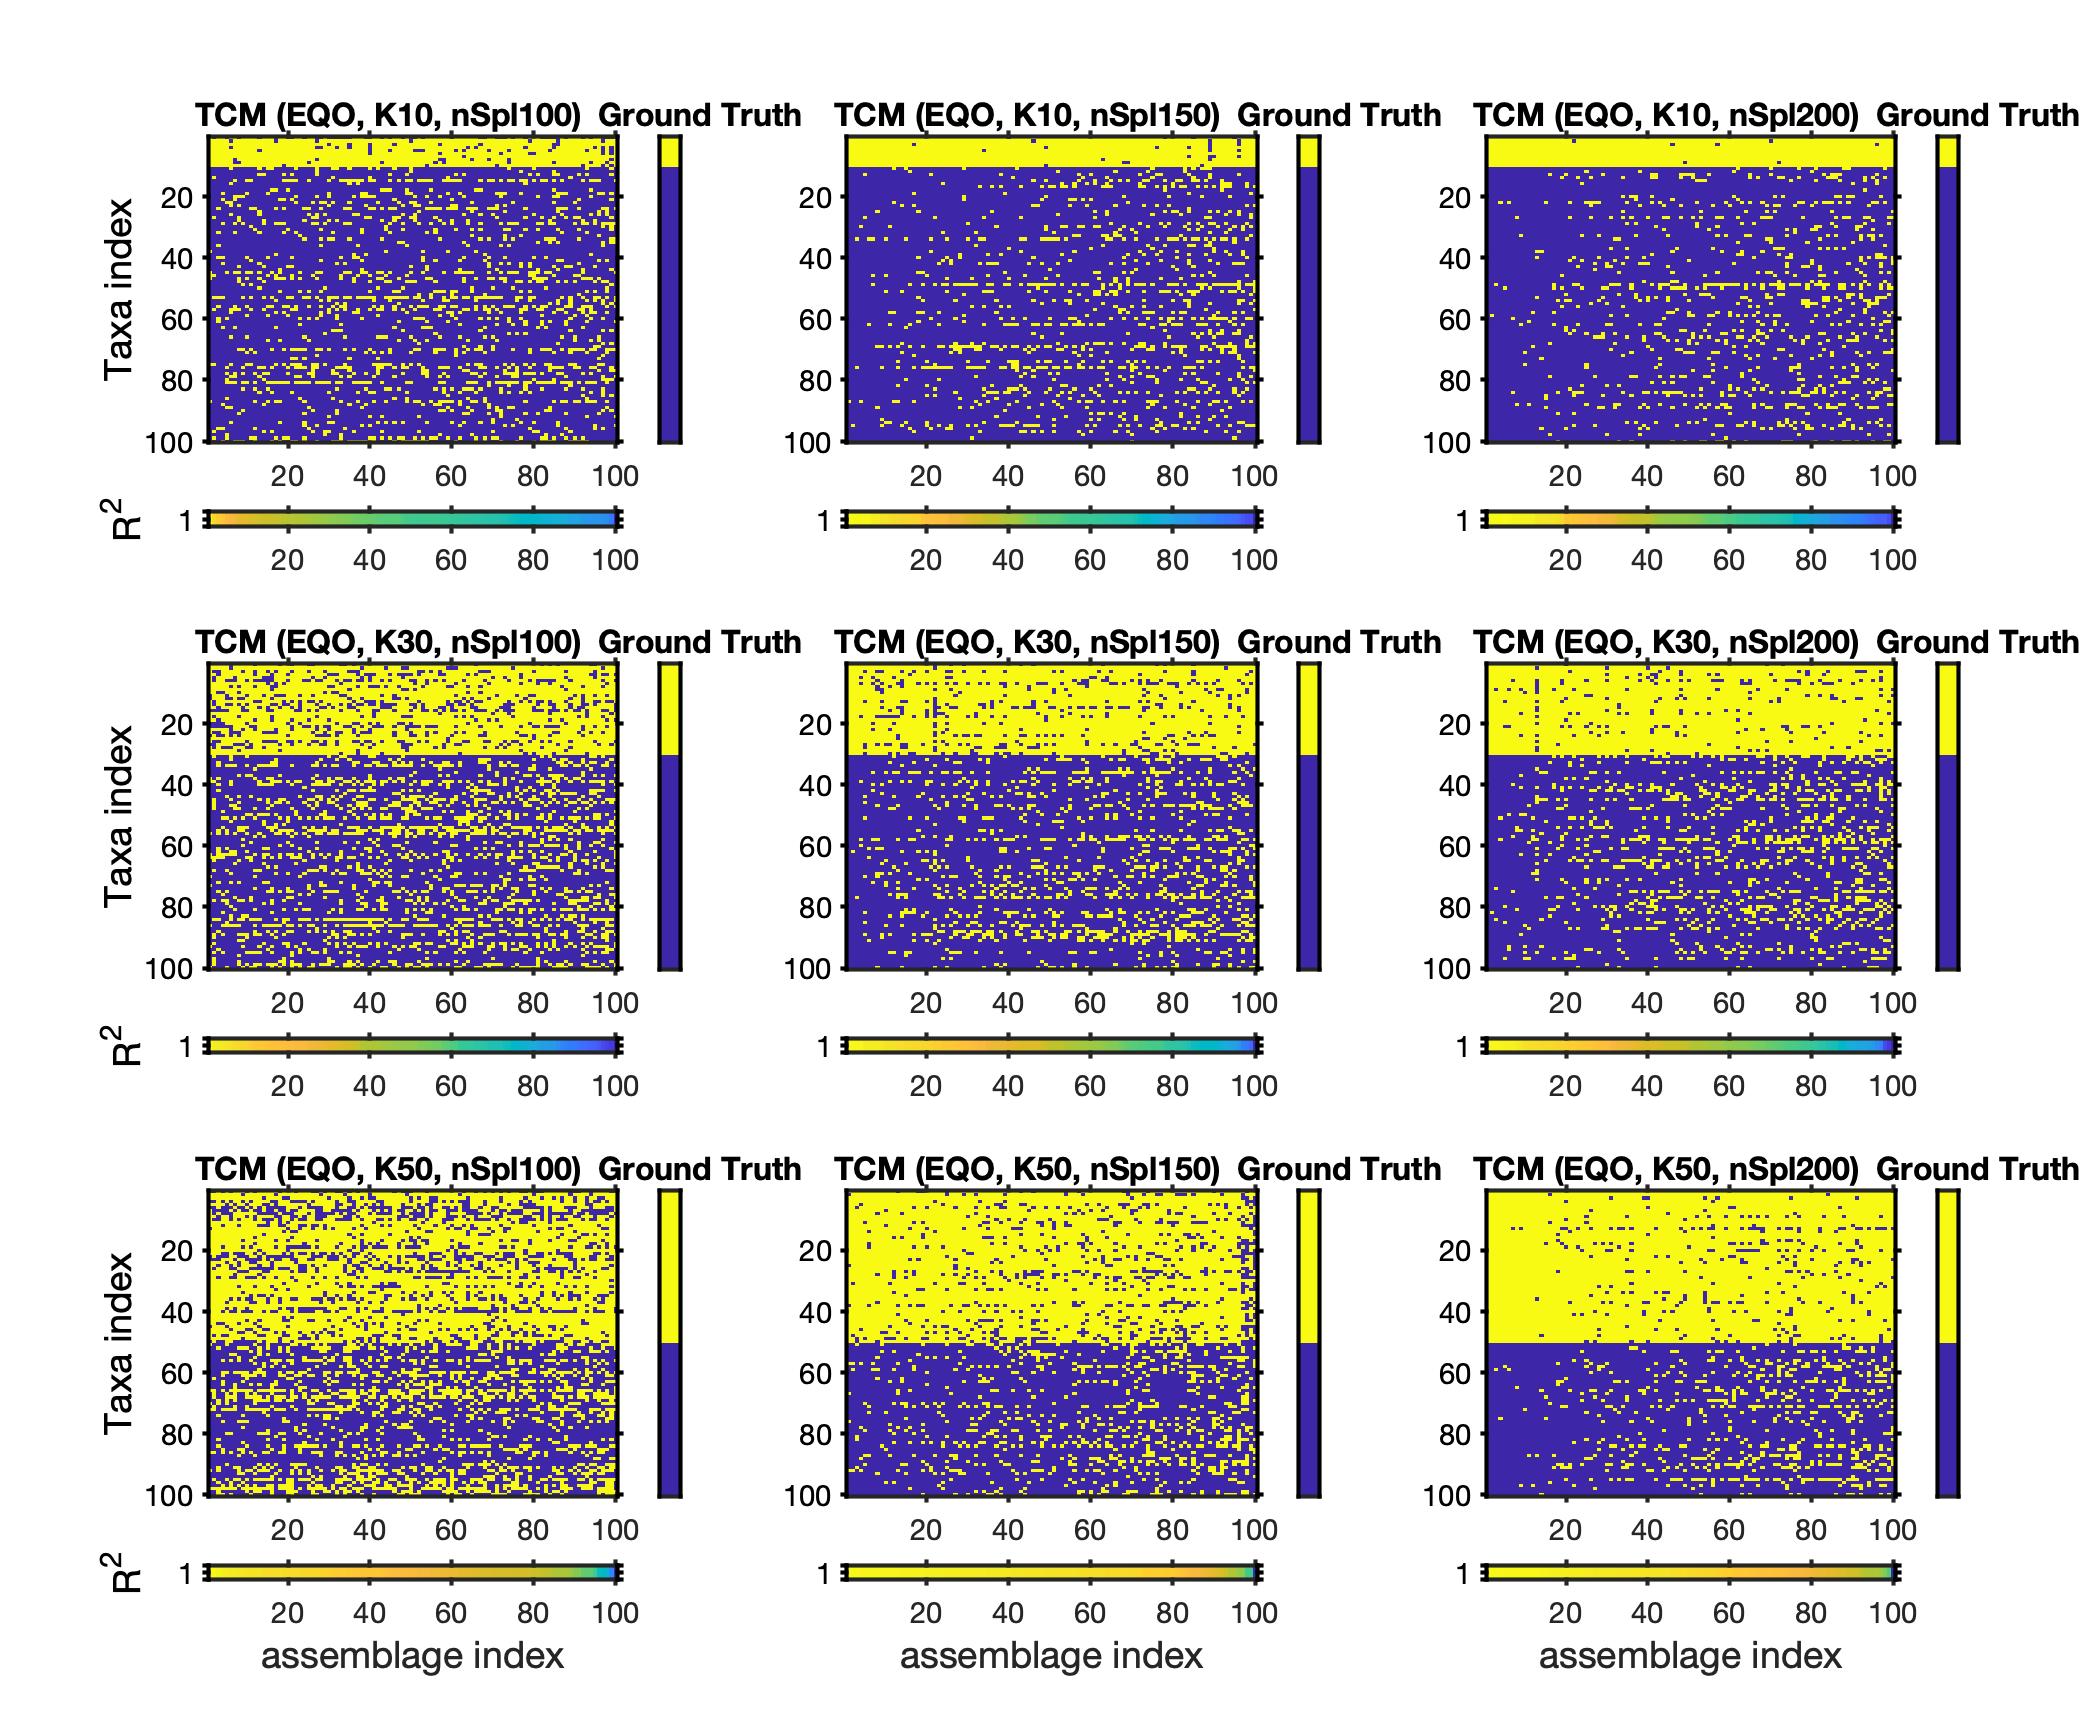 TCM (EQO, K10, nSpl100) Ground Truth TCM (EQO, K10, nSpl150) Ground Truth TCM (EQO, K10, nSpl200) Ground Truth
Taxa index
20 20 20
40 40 40
60 60 60
80 80 80
100 100 100
20 40 60 80 100 20 40 60 80 100 20 40 60 80 100
R2 1 1 1
20 40 60 80 100 20 40 60 80 100 20 40 60 80 100
TCM (EQO, K30, nSpl100) Ground Truth TCM (EQO, K30, nSpl150) Ground Truth TCM (EQO, K30, nSpl200) Ground Truth
Taxa index
20 20 20
40 40 40
60 60 60
80 80 80
100 100 100
20 40 60 80 100 20 40 60 80 100 20 40 60 80 100
R2 1 1 1
20 40 60 80 100 20 40 60 80 100 20 40 60 80 100
TCM (EQO, K50, nSpl100) Ground Truth TCM (EQO, K50, nSpl150) Ground Truth TCM (EQO, K50, nSpl200) Ground Truth
Taxa index
20 20 20
40 40 40
60 60 60
80 80 80
100 100 100
20 40 60 80 100 20 40 60 80 100 20 40 60 80 100
R2 1 1 1
20 40 60 80 100 20 40 60 80 100 20 40 60 80 100
assemblage index assemblage index assemblage index